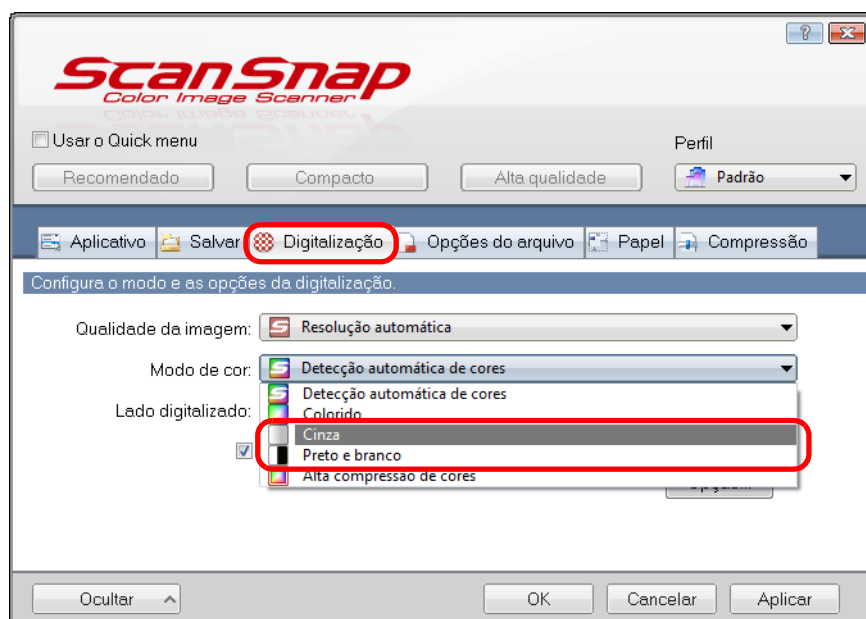 ScanSnap
Color Image Scanner
Usar o Quick menu
Perfil
Recomendado
Compacto
Alta qualidade
Padrão
Aplicativo
Salvar
Digitalização
Opções do arquivo
Papel
Compressão
Configura o modo e as opções da digitalização.
Qualidade da imagem:
Resolução automática
Modo de cor:
Detecção automática de cores
Lado digitalizado:
Detecção automática de cores
Colorido
Cinza
Preto e branco
Alta compressão de cores
Ocultar
OK
Cancelar
Aplicar